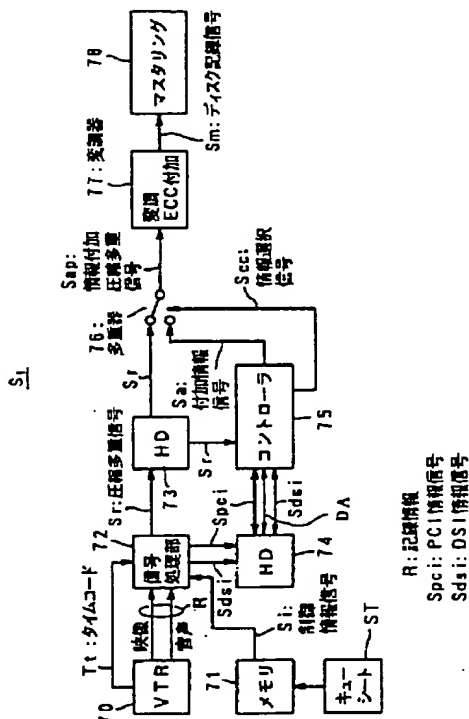 S1
70
VTR
Tt:タイムコード
映像
音声
R
72
信号
処理部
Sr:圧縮多重信号
HD
73
Sr
Sr
76:
多重器
Sap:
情報付加
圧縮多重
信号
77:変調器
変調
ECC付加
Sm:ディスク記録信号
78
マスタリング
Sa:
付加情報
信号
Scc:
情報選択
信号
コントローラ
75
Spci
Sdsi
HD
74
Spci
DA
Sdsi
Si:
制御
情報信号
71
メモリ
ST
キュー
シート
R:記録情報
Spci:PCI情報信号
Sdsi:DSI情報信号